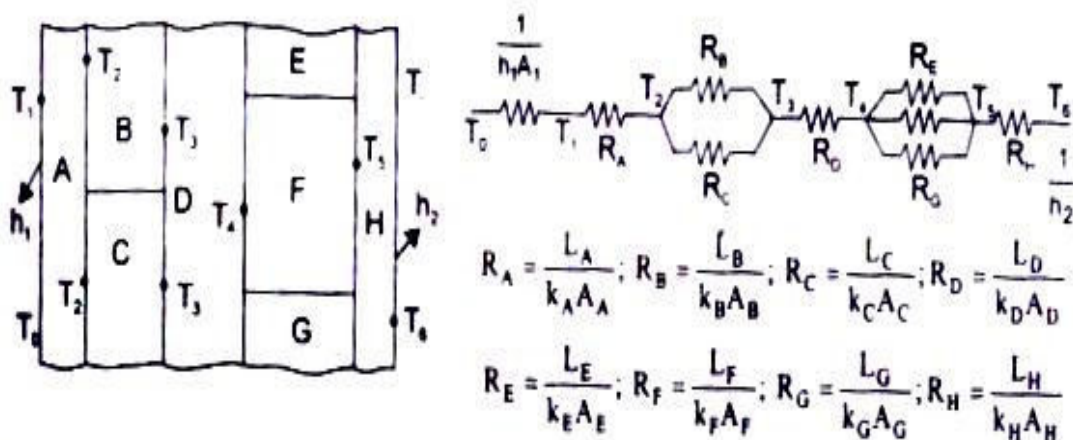 E
T₂
T₁
T
B
T₃
T₅
A
F
D
H
T₄
h₁
h₂
C
T₂
T₃
T₆
G
1
h₁A₁
R_B
R_E
T₂
T₃
T₄
T₅
T₆
T₀
T₁
R_A
R_D
R_C
R_G
1
R_A = L_A / k_A A_A ; R_B = L_B / k_B A_B ; R_C = L_C / k_C A_C ; R_D = L_D / k_D A_D
R_E = L_E / k_E A_E ; R_F = L_F / k_F A_F ; R_G = L_G / k_G A_G ; R_H = L_H / k_H A_H